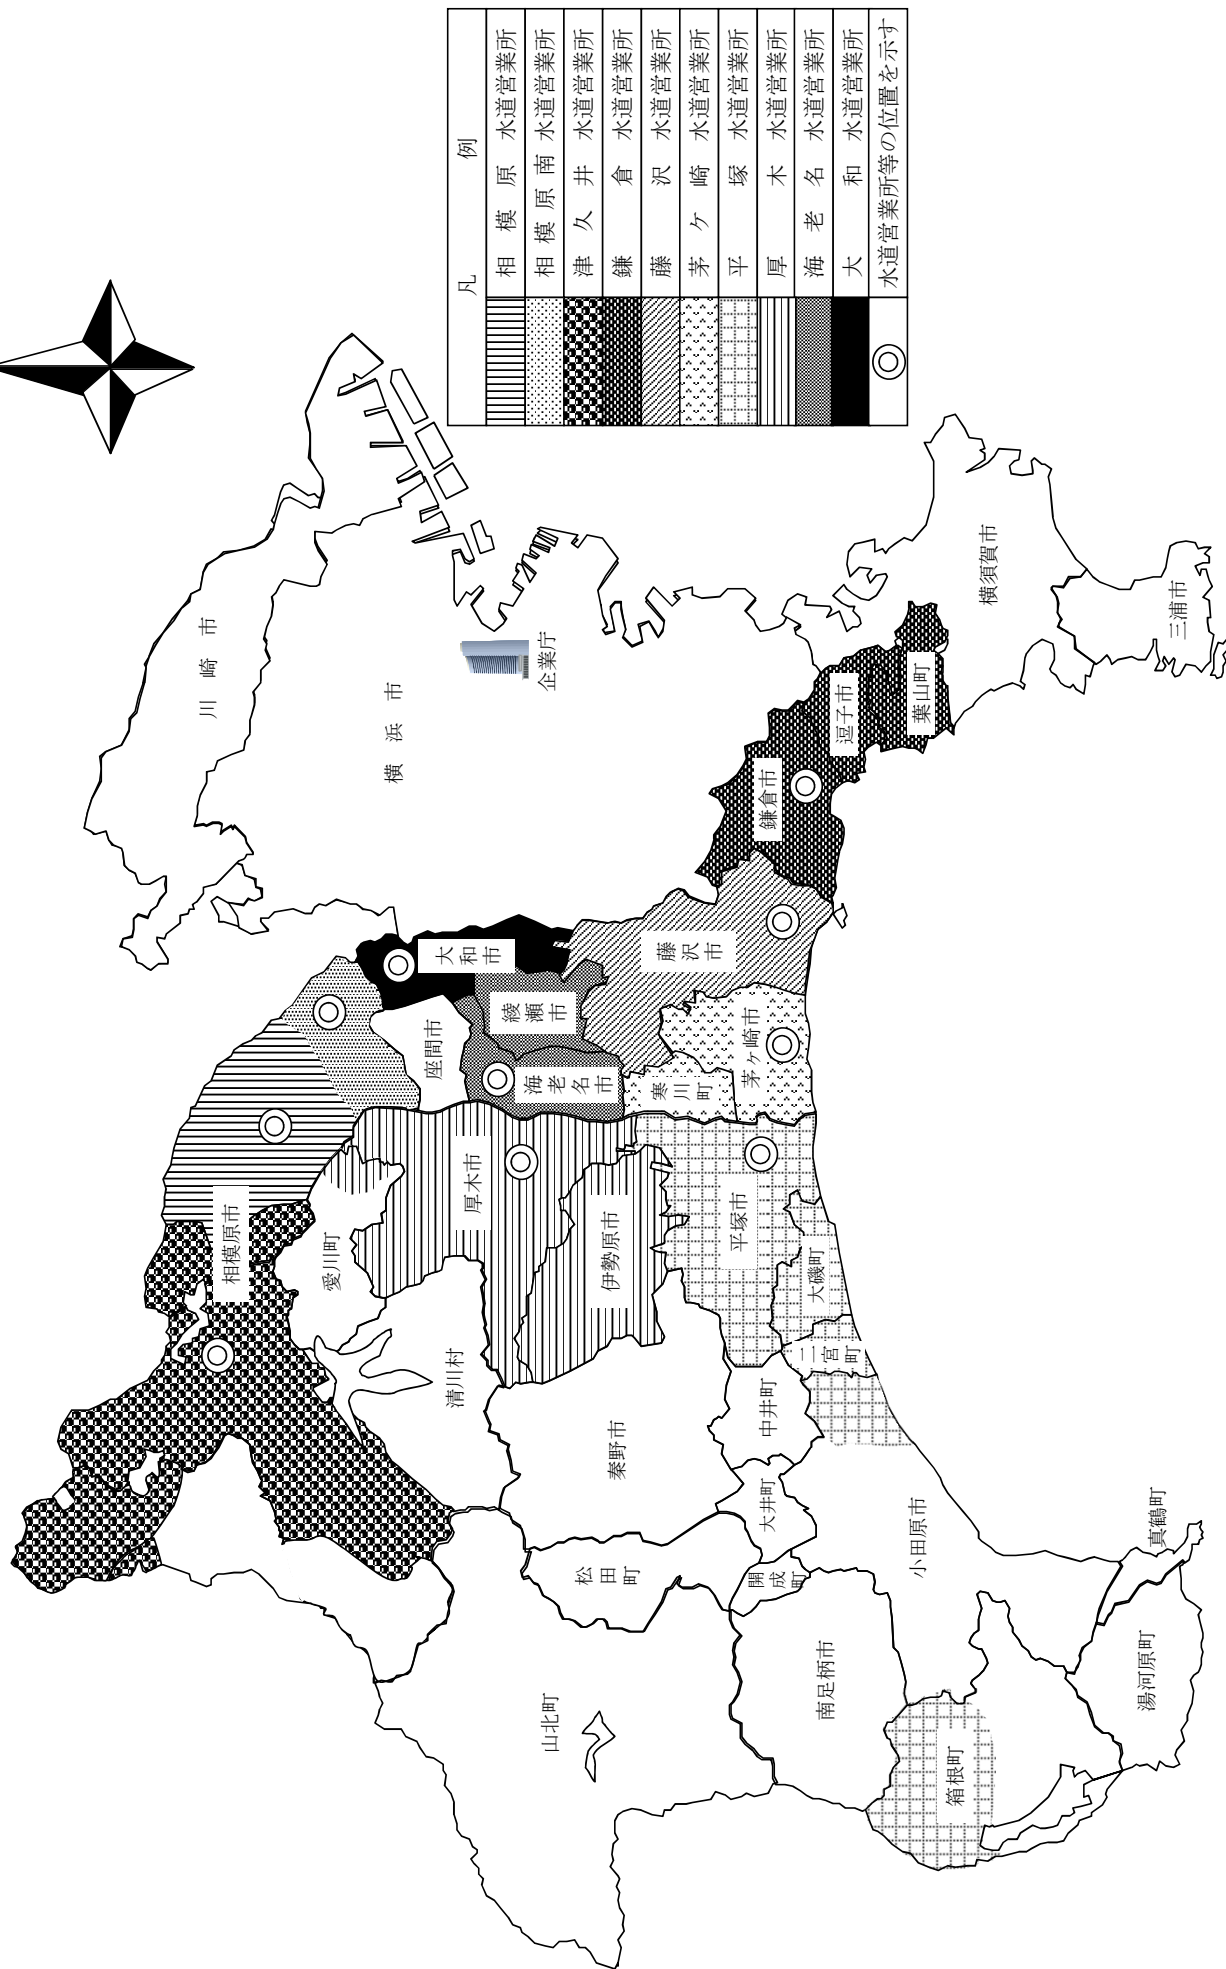 凡 例
相模原 水道営業所
相模原南 水道営業所
津久井 水道営業所
鎌倉 水道営業所
藤沢 水道営業所
茅ケ崎 水道営業所
平塚 水道営業所
厚木 水道営業所
海老名 水道営業所
大和 水道営業所
水道営業所等の位置を示す
川崎市
横浜市
企業庁
横須賀市
三浦市
葉山町
逗子市
鎌倉市
藤沢市
大和市
綾瀬市
座間市
海老名市
寒川町
茅ヶ崎市
相模原市
愛川町
厚木市
伊勢原市
平塚市
大磯町
二宮町
清川村
秦野市
中井町
大井町
松田町
開成町
小田原市
真鶴町
湯河原町
山北町
南足柄市
箱根町